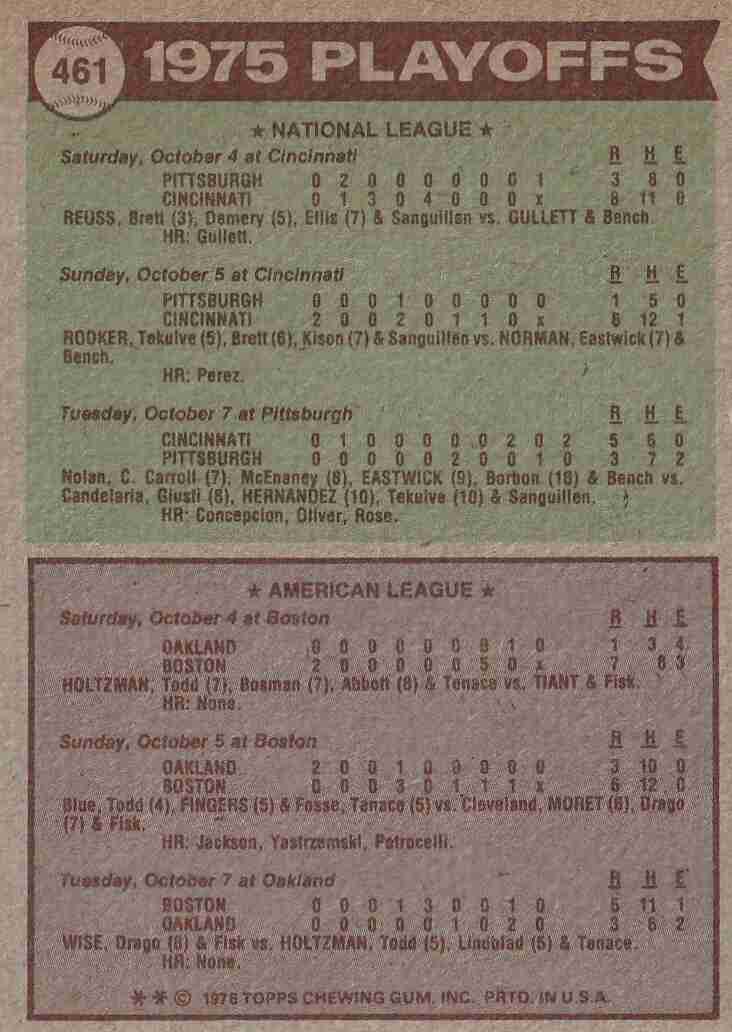 461 1975 PLAYOFFS
★ NATIONAL LEAGUE ★
Saturday, October 4 at Cincinnati R H E
PITTSBURGH 0 2 0 0 0 0 0 0 1 3 8 0
CINCINNATI 0 1 3 0 4 0 0 0 x 8 11 0
REUSS, Brett (3), Demery (5), Ellis (7) & Sanguillen vs. GULLETT & Bench.
HR: Gullett.
Sunday, October 5 at Cincinnati R H E
PITTSBURGH 0 0 0 1 0 0 0 0 0 1 5 0
CINCINNATI 2 0 0 2 0 1 1 0 x 6 12 1
ROOKER, Tekulve (5), Brett (6), Kison (7) & Sanguillen vs. NORMAN, Eastwick (7) &
Bench.
HR: Perez.
Tuesday, October 7 at Pittsburgh R H E
CINCINNATI 0 1 0 0 0 0 0 2 0 2 5 6 0
PITTSBURGH 0 0 0 0 0 2 0 0 1 0 3 7 2
Nolan, C. Carroll (7), McEnaney (8), EASTWICK (9), Borbon (10) & Bench vs.
Candelaria, Giusti (8), HERNANDEZ (10), Tekulve (10) & Sanguillen.
HR: Concepcion, Oliver, Rose.
★ AMERICAN LEAGUE ★
Saturday, October 4 at Boston R H E
OAKLAND 0 0 0 0 0 0 0 1 0 1 3 4
BOSTON 2 0 0 0 0 0 5 0 x 7 8 3
HOLTZMAN, Todd (7), Bosman (7), Abbott (8) & Tenace vs. TIANT & Fisk.
HR: None.
Sunday, October 5 at Boston R H E
OAKLAND 2 0 0 1 0 0 0 0 0 3 10 0
BOSTON 0 0 0 3 0 1 1 1 x 6 12 0
Blue, Todd (4), FINGERS (5) & Fosse, Tenace (5) vs. Cleveland, MORET (6), Drago
(7) & Fisk.
HR: Jackson, Yastrzemski, Petrocelli.
Tuesday, October 7 at Oakland R H E
BOSTON 0 0 0 1 3 0 0 1 0 5 11 1
OAKLAND 0 0 0 0 0 1 0 2 0 3 6 2
WISE, Drago (8) & Fisk vs. HOLTZMAN, Todd (5), Lindblad (5) & Tenace.
HR: None.
✻ ✻ © 1976 TOPPS CHEWING GUM, INC. PRTD. IN U.S.A.